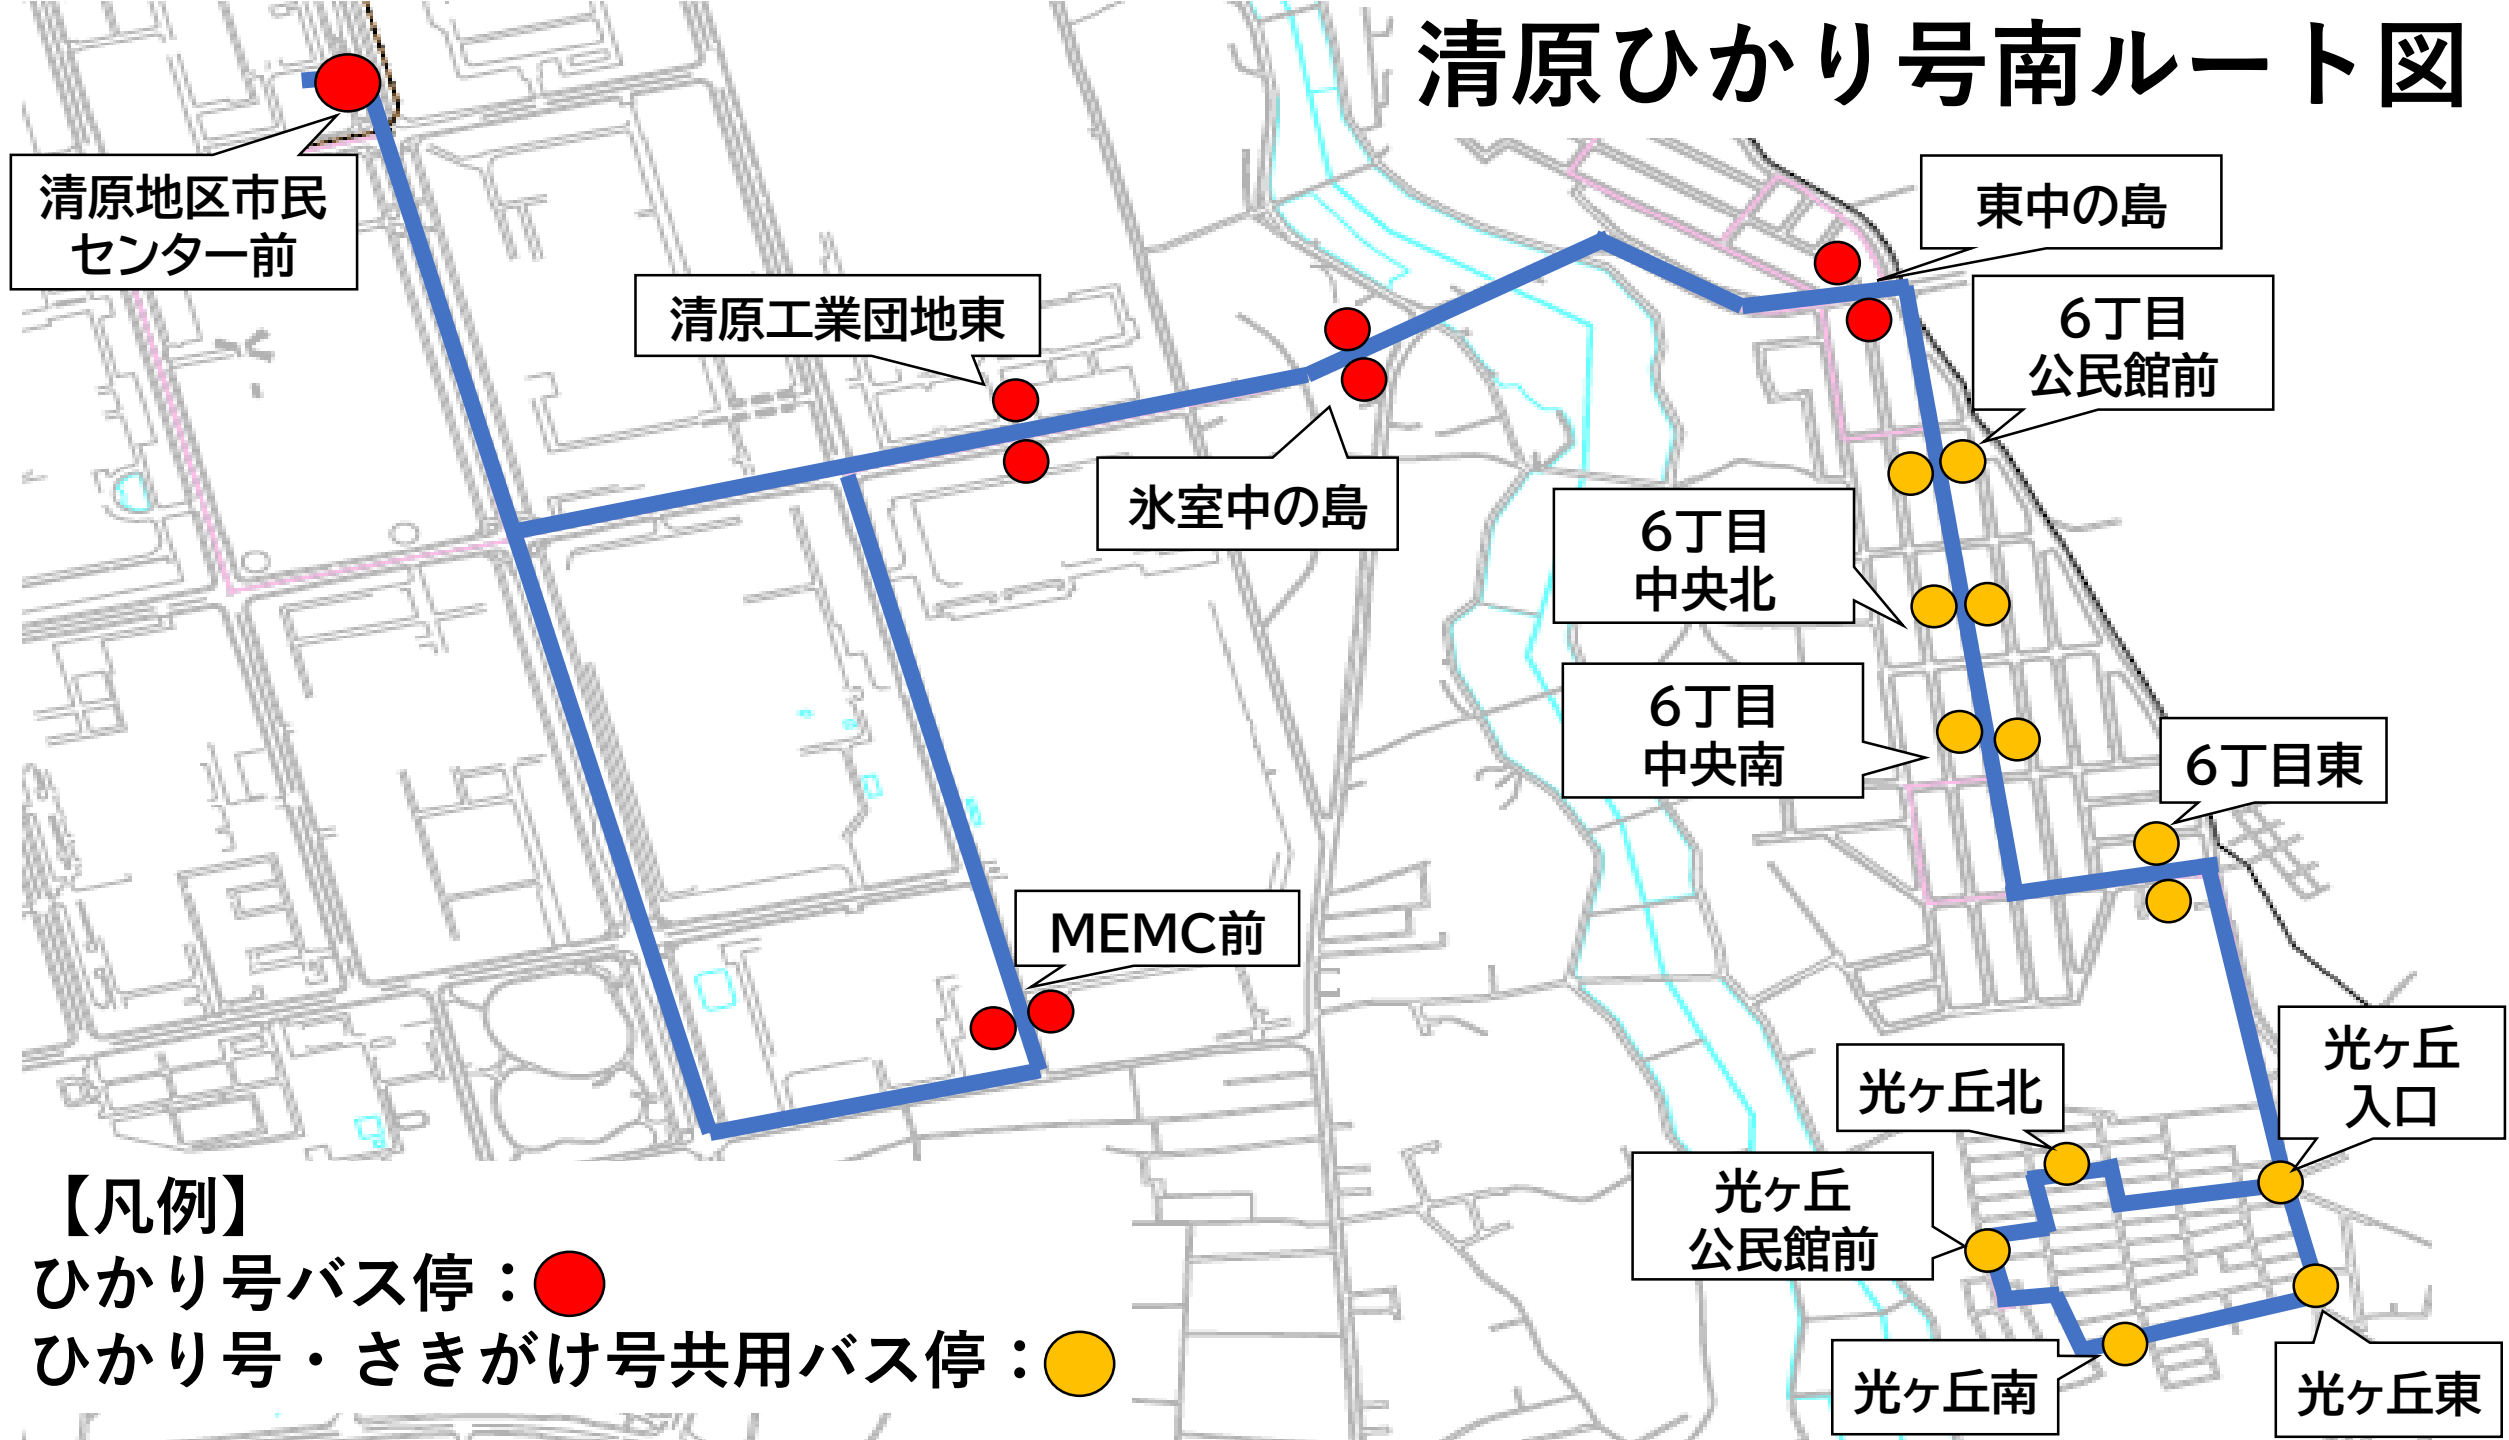 清原ひかり号南ルート図
清原地区市民
センター前
東中の島
清原工業団地東
6丁目
公民館前
氷室中の島
6丁目
中央北
6丁目
中央南
6丁目東
MEMC前
光ヶ丘
入口
光ヶ丘北
光ヶ丘
公民館前
光ヶ丘南
光ヶ丘東
【凡例】
ひかり号バス停：
ひかり号・さきがけ号共用バス停：